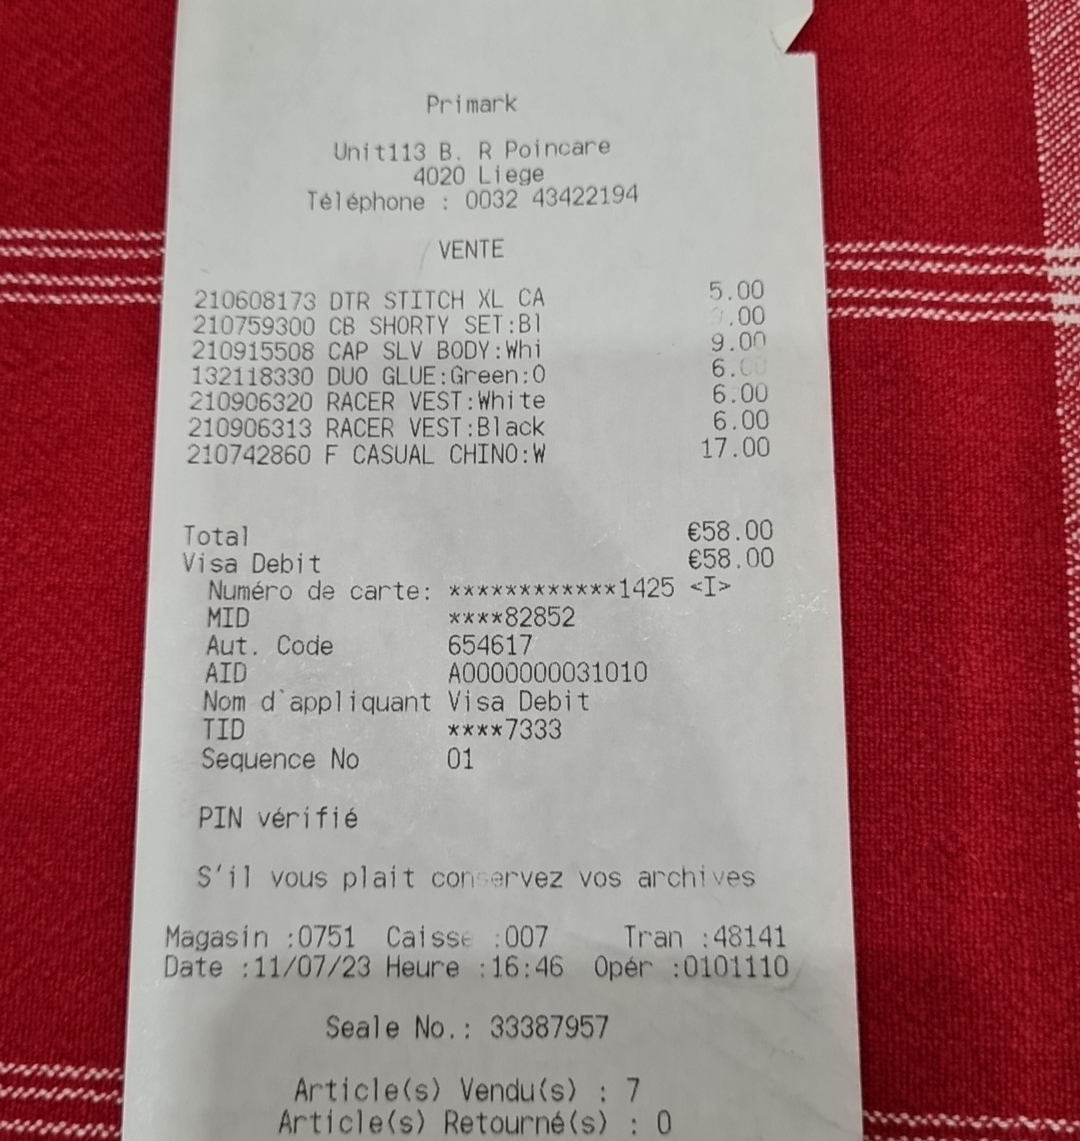 Primark
Unit113 B. R Poincare
4020 Liege
Téléphone : 0032 43422194
VENTE
210608173 DTR STITCH XL CA 5.00
210759300 CB SHORTY SET:Bl 9.00
210915508 CAP SLV BODY:Whi 9.00
132118330 DUO GLUE:Green:O 6.00
210906320 RACER VEST:White 6.00
210906313 RACER VEST:Black 6.00
210742860 F CASUAL CHINO:W 17.00
Total €58.00
Visa Debit €58.00
Numéro de carte: ************1425 <I>
MID ****82852
Aut. Code 654617
AID A0000000031010
Nom d`appliquant Visa Debit
TID ****7333
Sequence No 01
PIN vérifié
S'il vous plait conservez vos archives
Magasin :0751 Caisse :007 Tran :48141
Date :11/07/23 Heure :16:46 Opér :0101110
Seale No.: 33387957
Article(s) Vendu(s) : 7
Article(s) Retourné(s) : 0